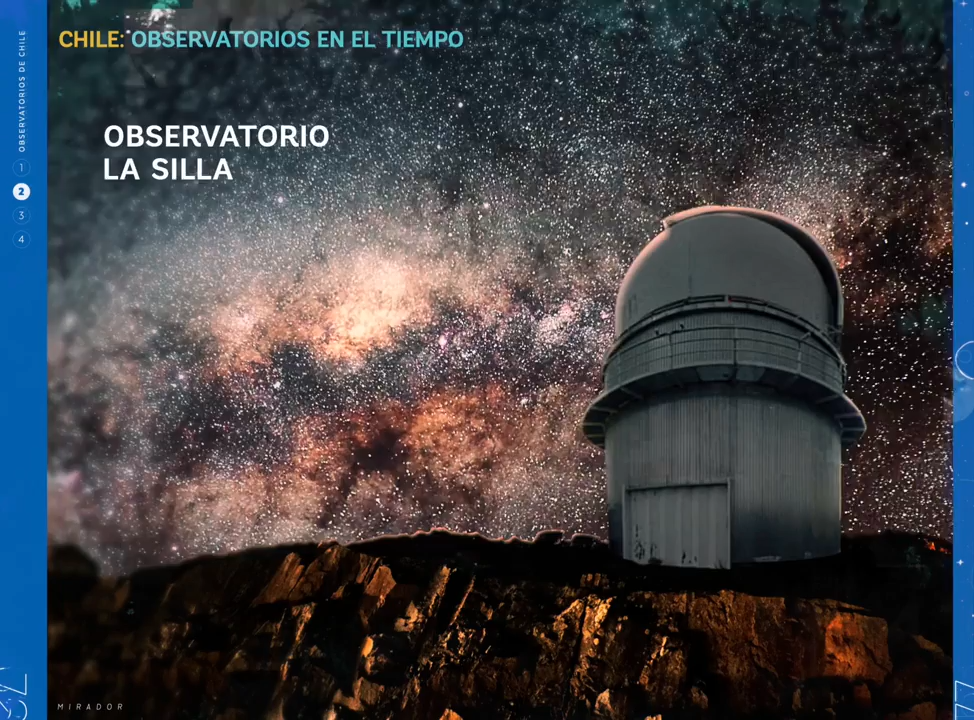 CHILE: OBSERVATORIOS EN EL TIEMPO
OBSERVATORIO
LA SILLA
OBSERVATORIOS DE CHILE
1
2
3
4
MIRADOR